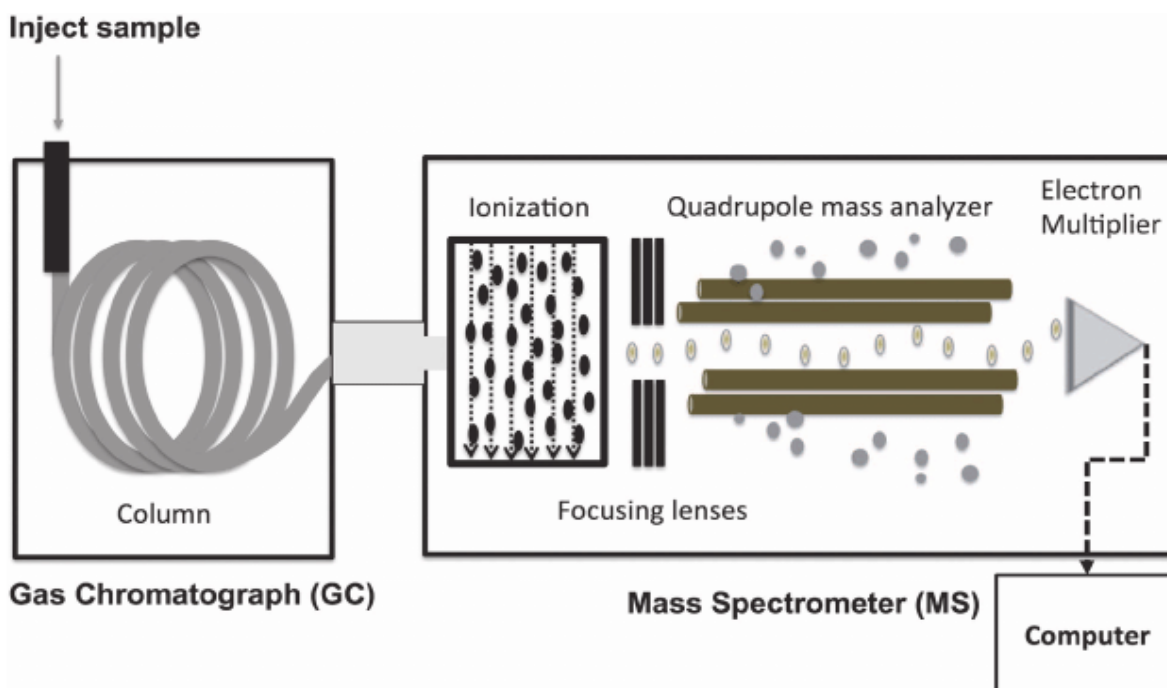 Inject sample
Ionization
Quadrupole mass analyzer
Electron
Multiplier
Column
Focusing lenses
Gas Chromatograph (GC)
Mass Spectrometer (MS)
Computer